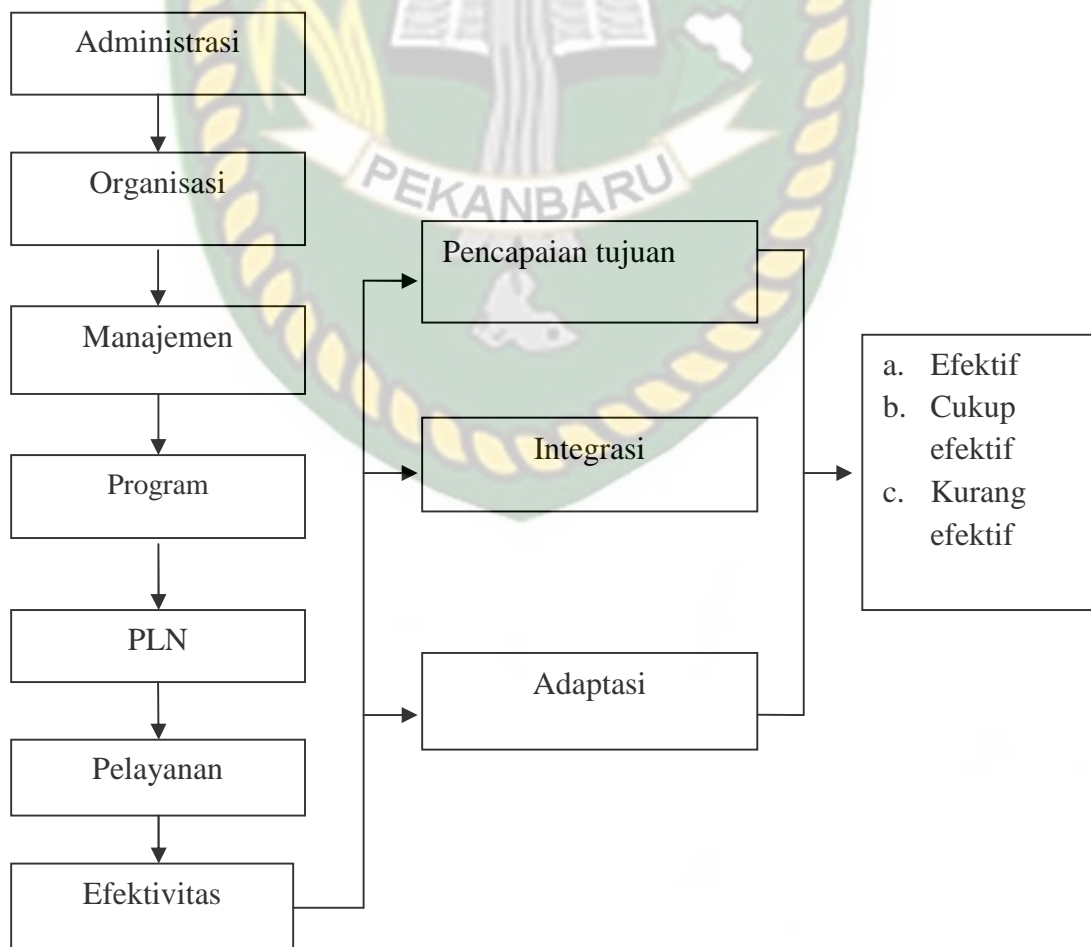 Administrasi
Organisasi
Manajemen
Program
PLN
Pelayanan
Efektivitas
PEKANBARU
Pencapaian tujuan
Integrasi
Adaptasi
a. Efektif
b. Cukup
efektif
c. Kurang
efektif